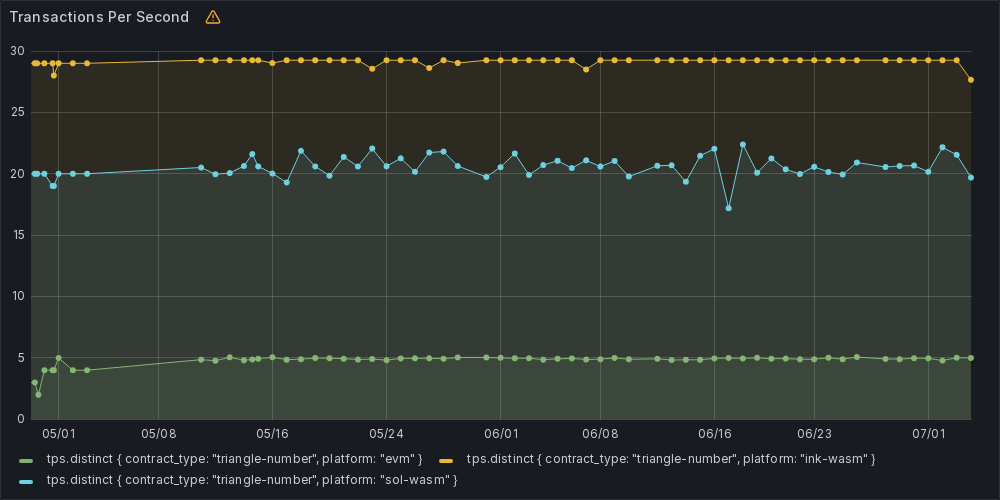 Transactions Per Second
30
25
20
15
10
5
0
05/01 05/08 05/16 05/24 06/01 06/08 06/16 06/23 07/01
tps.distinct { contract_type: "triangle-number", platform: "evm" } tps.distinct { contract_type: "triangle-number", platform: "ink-wasm" }
tps.distinct { contract_type: "triangle-number", platform: "sol-wasm" }